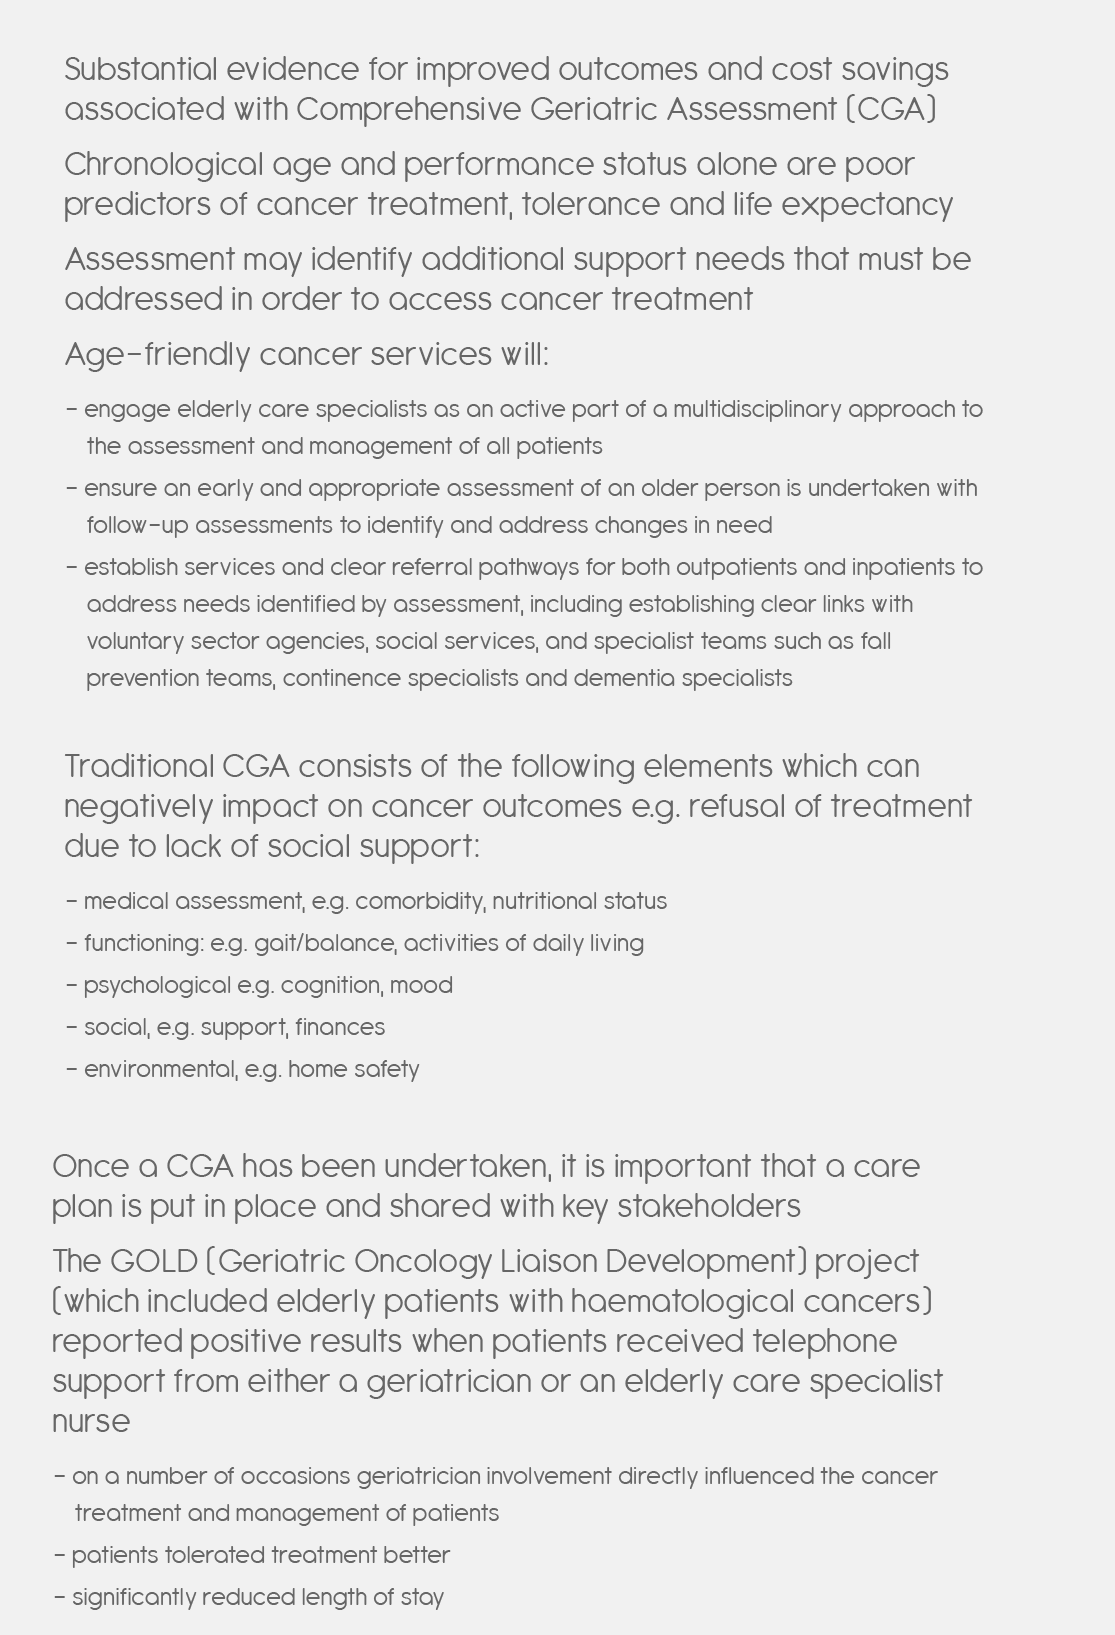 Substantial evidence for improved outcomes and cost savings
associated with Comprehensive Geriatric Assessment (CGA)
Chronological age and performance status alone are poor
predictors of cancer treatment, tolerance and life expectancy
Assessment may identify additional support needs that must be
addressed in order to access cancer treatment
Age-friendly cancer services will:
- engage elderly care specialists as an active part of a multidisciplinary approach to
the assessment and management of all patients
- ensure an early and appropriate assessment of an older person is undertaken with
follow-up assessments to identify and address changes in need
- establish services and clear referral pathways for both outpatients and inpatients to
address needs identified by assessment, including establishing clear links with
voluntary sector agencies, social services, and specialist teams such as fall
prevention teams, continence specialists and dementia specialists
Traditional CGA consists of the following elements which can
negatively impact on cancer outcomes e.g. refusal of treatment
due to lack of social support:
- medical assessment, e.g. comorbidity, nutritional status
- functioning: e.g. gait/balance, activities of daily living
- psychological e.g. cognition, mood
- social, e.g. support, finances
- environmental, e.g. home safety
Once a CGA has been undertaken, it is important that a care
plan is put in place and shared with key stakeholders
The GOLD (Geriatric Oncology Liaison Development) project
(which included elderly patients with haematological cancers)
reported positive results when patients received telephone
support from either a geriatrician or an elderly care specialist
nurse
- on a number of occasions geriatrician involvement directly influenced the cancer
treatment and management of patients
- patients tolerated treatment better
- significantly reduced length of stay